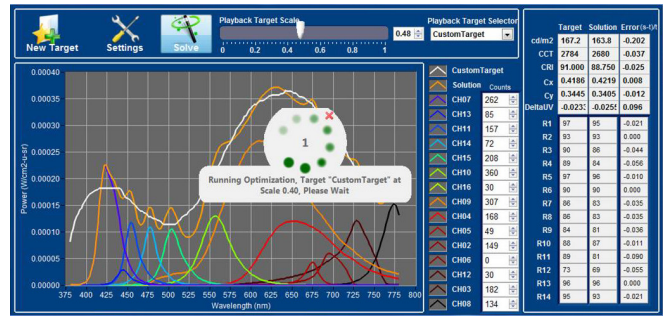 New Target
Settings
Solve
Playback Target Scale
0 0.2 0.4 0.6 0.8 1
0.48
Playback Target Selector
CustomTarget
Target Solution Error (s-t)/t
cd/m2 167.2 163.8 -0.202
CCT 2784 2680 -0.037
CRI 91.000 88.750 -0.025
Cx 0.4186 0.4219 0.008
Cy 0.3445 0.3405 -0.012
DeltaUV -0.023 -0.025 0.096
R1 97 95 -0.021
R2 93 93 0.000
R3 90 86 -0.044
R4 89 84 -0.056
R5 97 96 -0.010
R6 90 90 0.000
R7 86 83 -0.035
R8 86 83 -0.035
R9 84 81 -0.036
R10 88 87 -0.011
R11 89 81 -0.090
R12 73 69 -0.055
R13 96 96 0.000
R14 95 93 -0.021
CustomTarget
Solution Counts
CH07 262
CH13 85
CH11 157
CH14 72
CH15 208
CH10 360
CH16 30
CH09 307
CH04 168
CH05 49
CH02 149
CH06 0
CH12 30
CH03 182
CH08 134
Power (W/cm2-u-sr)
0.00040
0.00035
0.00030
0.00025
0.00020
0.00015
0.00010
0.00005
0.00000
375 400 425 450 475 500 525 550 575 600 625 650 675 700 725 750 775 800
Wavelength (nm)
1
Running Optimization, Target "CustomTarget" at
Scale 0.40, Please Wait